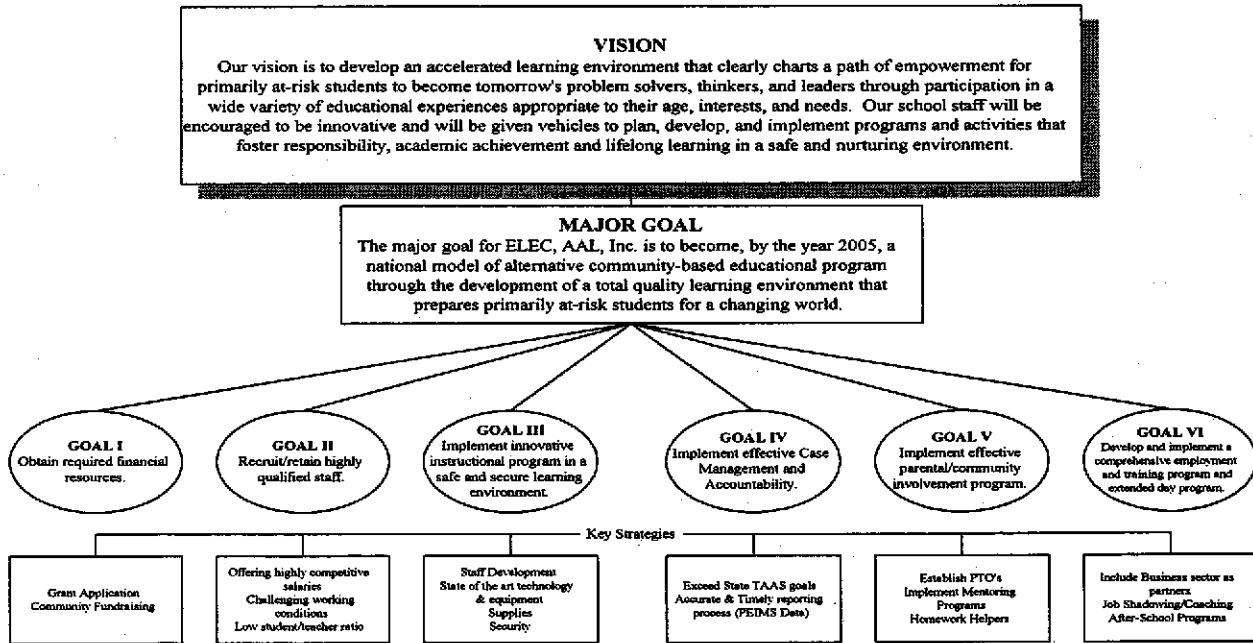 VISION
Our vision is to develop an accelerated learning environment that clearly charts a path of empowerment for
primarily at-risk students to become tomorrow's problem solvers, thinkers, and leaders through participation in a
wide variety of educational experiences appropriate to their age, interests, and needs. Our school staff will be
encouraged to be innovative and will be given vehicles to plan, develop, and implement programs and activities that
foster responsibility, academic achievement and lifelong learning in a safe and nurturing environment.
MAJOR GOAL
The major goal for ELEC, AAL, Inc. is to become, by the year 2005, a
national model of alternative community-based educational program
through the development of a total quality learning environment that
prepares primarily at-risk students for a changing world.
GOAL I
Obtain required financial
resources.
GOAL II
Recruit/retain highly
qualified staff.
GOAL III
Implement innovative
instructional program in a
safe and secure learning
environment.
GOAL IV
Implement effective Case
Management and
Accountability.
GOAL V
Implement effective
parental/community
involvement program.
GOAL VI
Develop and implement a
comprehensive employment
and training program and
extended day program.
Key Strategies
Grant Application
Community Fundraising
Offering highly competitive
salaries
Challenging working
conditions
Low student/teacher ratio
Staff Development
State of the art technology
& equipment
Supplies
Security
Exceed State TAAS goals
Accurate & Timely reporting
process (PEIMS Data)
Establish PTO's
Implement Mentoring
Programs
Homework Helpers
Include Business sector as
partners
Job Shadowing/Coaching
After-School Programs